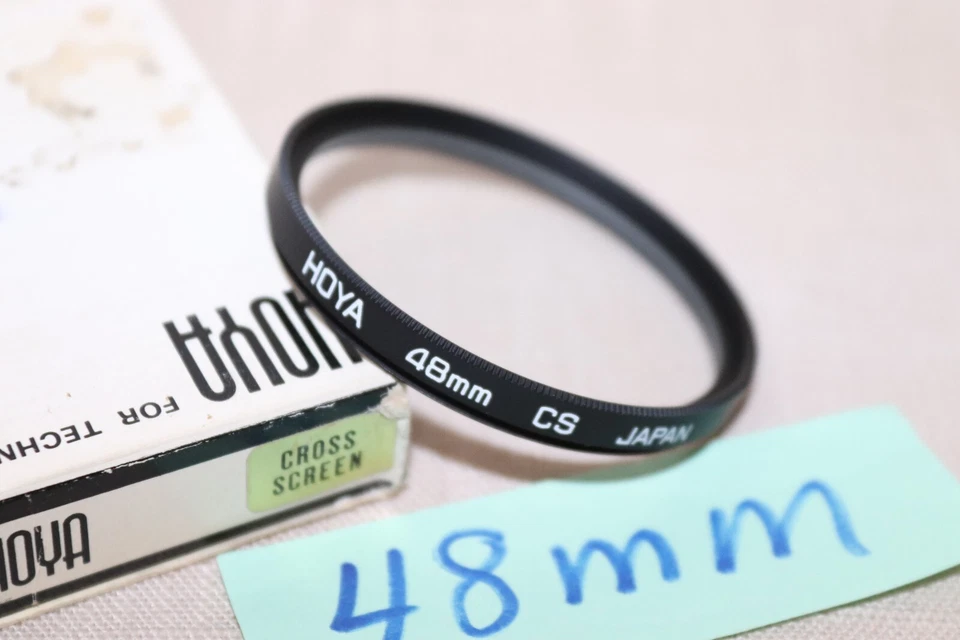 HOYA 48mm CS JAPAN
HOYA
FOR TECHN
CROSS
SCREEN
HOYA
48mm